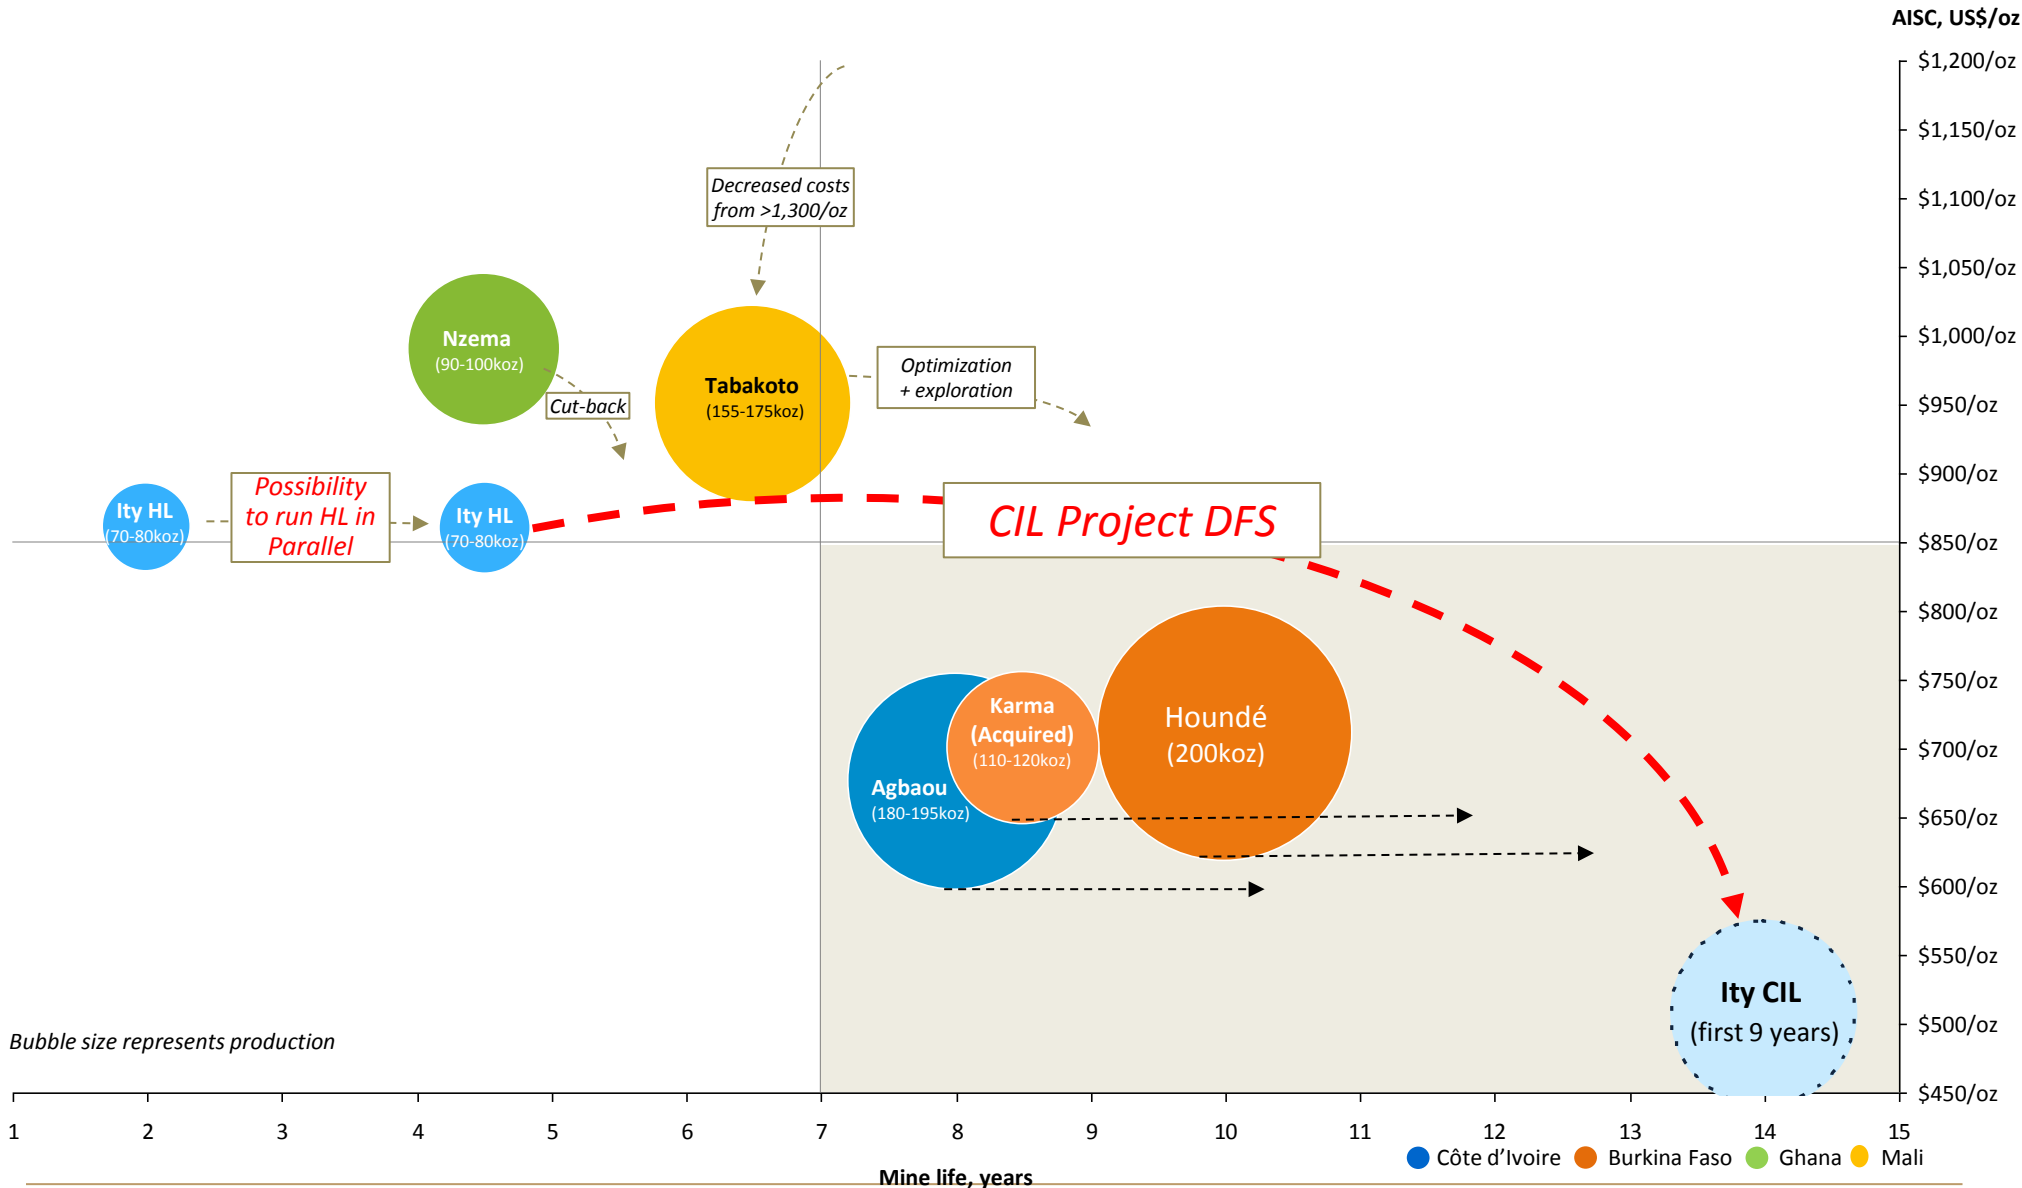 AISC, US$/oz
$1,200/oz
$1,150/oz
$1,100/oz
$1,050/oz
$1,000/oz
$950/oz
$900/oz
$850/oz
$800/oz
$750/oz
$700/oz
$650/oz
$600/oz
$550/oz
$500/oz
$450/oz
Decreased costs
from >1,300/oz
Nzema
(90-100koz)
Cut-back
Tabakoto
(155-175koz)
Optimization
+ exploration
Ity HL
(70-80koz)
Possibility
to run HL in
Parallel
Ity HL
(70-80koz)
CIL Project DFS
Karma
(Acquired)
(110-120koz)
Houndé
(200koz)
Agbaou
(180-195koz)
Ity CIL
(first 9 years)
Bubble size represents production
1 2 3 4 5 6 7 8 9 10 11 12 13 14 15
Côte d’Ivoire Burkina Faso Ghana Mali
Mine life, years